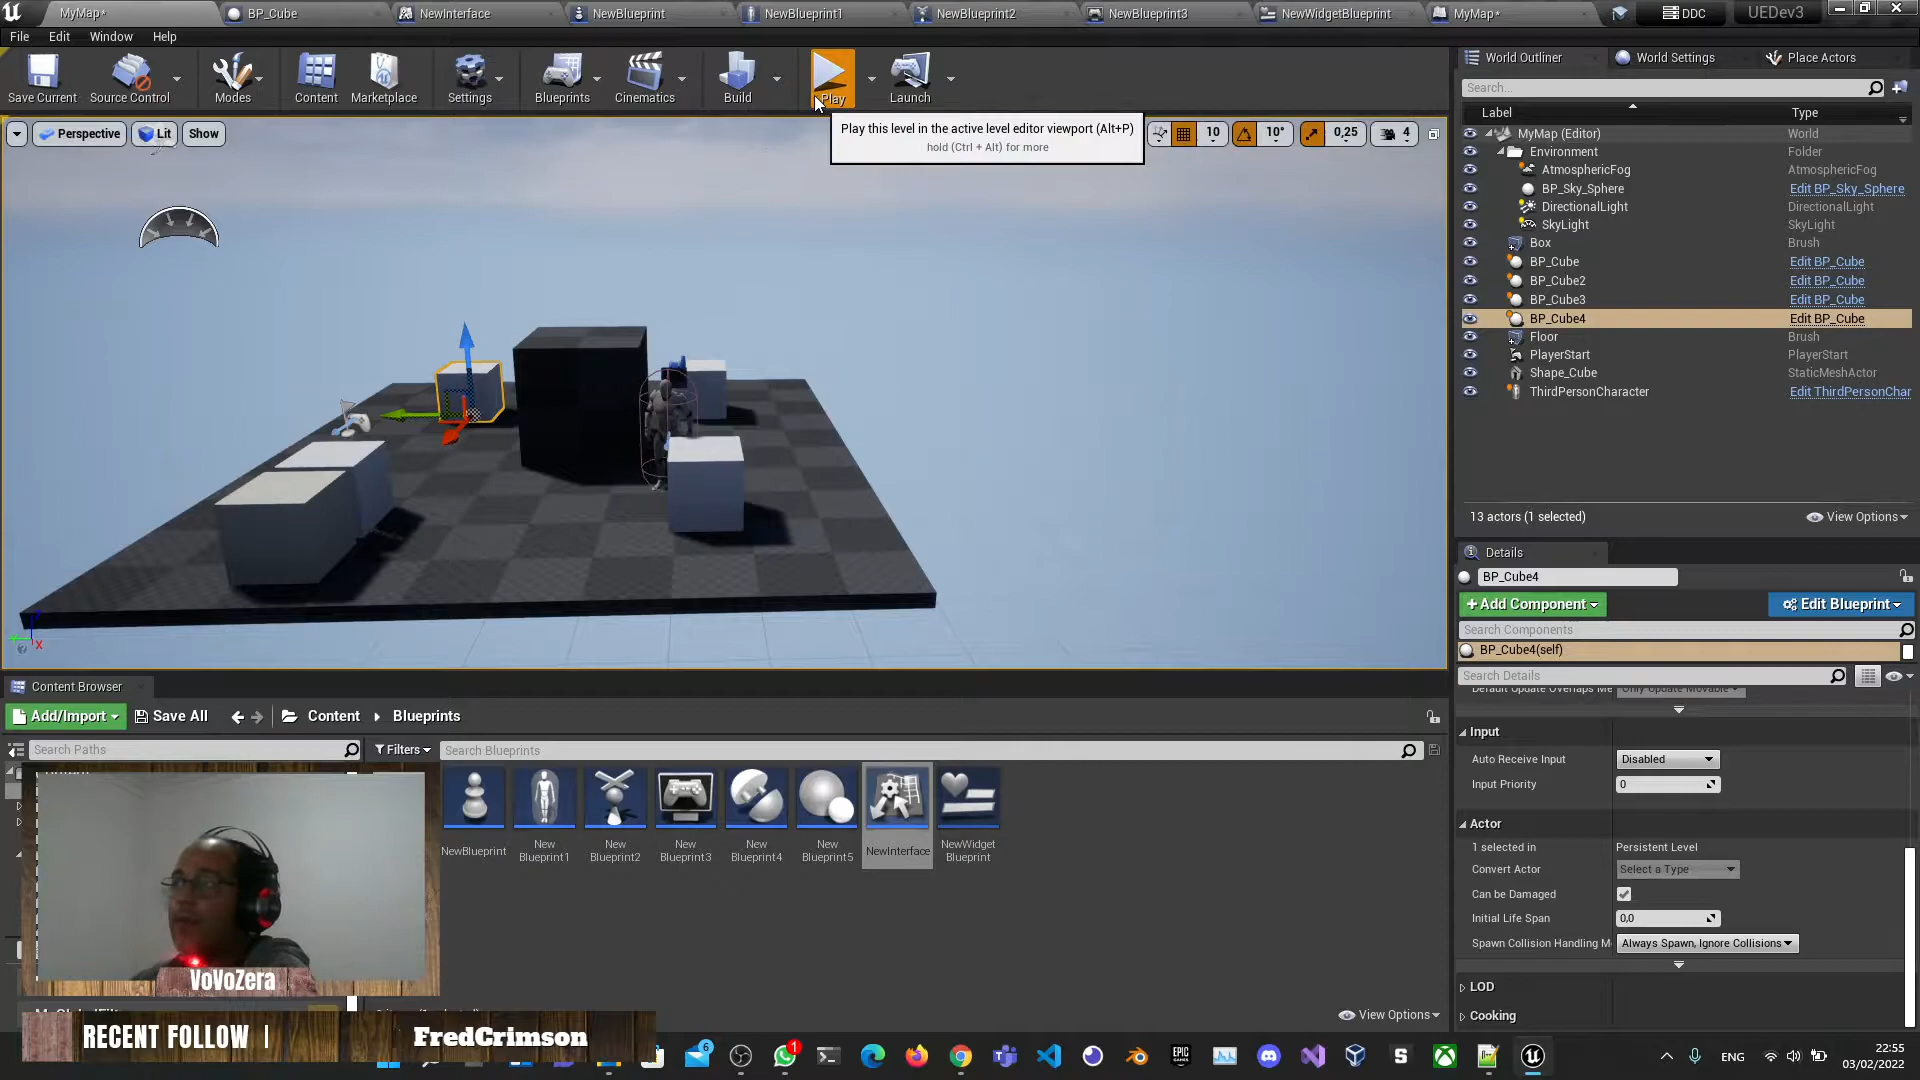 MyMap*
BP_Cube
NewInterface
NewBlueprint
NewBlueprint1
NewBlueprint2
NewBlueprint3
NewWidgetBlueprint
MyMap*
DDC
UEDev3
File
Edit
Window
Help
Save Current
Source Control
Modes
Content
Marketplace
Settings
Blueprints
Cinematics
Build
Play
Launch
Play this level in the active level editor viewport (Alt+P)
hold (Ctrl + Alt) for more
Perspective
Lit
Show
10
10°
0,25
4
World Outliner
World Settings
Place Actors
Search...
Label
Type
MyMap (Editor) World
Environment Folder
AtmosphericFog AtmosphericFog
BP_Sky_Sphere Edit BP_Sky_Sphere
DirectionalLight DirectionalLight
SkyLight SkyLight
Box Brush
BP_Cube Edit BP_Cube
BP_Cube2 Edit BP_Cube
BP_Cube3 Edit BP_Cube
BP_Cube4 Edit BP_Cube
Floor Brush
PlayerStart PlayerStart
Shape_Cube StaticMeshActor
ThirdPersonCharacter Edit ThirdPersonChar
13 actors (1 selected)
View Options
Details
BP_Cube4
+Add Component
Edit Blueprint
Search Components
BP_Cube4(self)
Search Details
Default Update Overlaps Me Only Update Movable
Input
Auto Receive Input Disabled
Input Priority 0
Actor
1 selected in Persistent Level
Convert Actor Select a Type
Can be Damaged
Initial Life Span 0,0
Spawn Collision Handling M Always Spawn, Ignore Collisions
LOD
Cooking
X
Content Browser
Add/Import
Save All
Content
Blueprints
Search Paths
Filters
Search Blueprints
NewBlueprint
New Blueprint1
New Blueprint2
New Blueprint3
New Blueprint4
New Blueprint5
NewInterface
NewWidget Blueprint
View Options
VoVoZera
RECENT FOLLOW |
FredCrimson
6
1
EPIC
S
ENG
22:55
03/02/2022